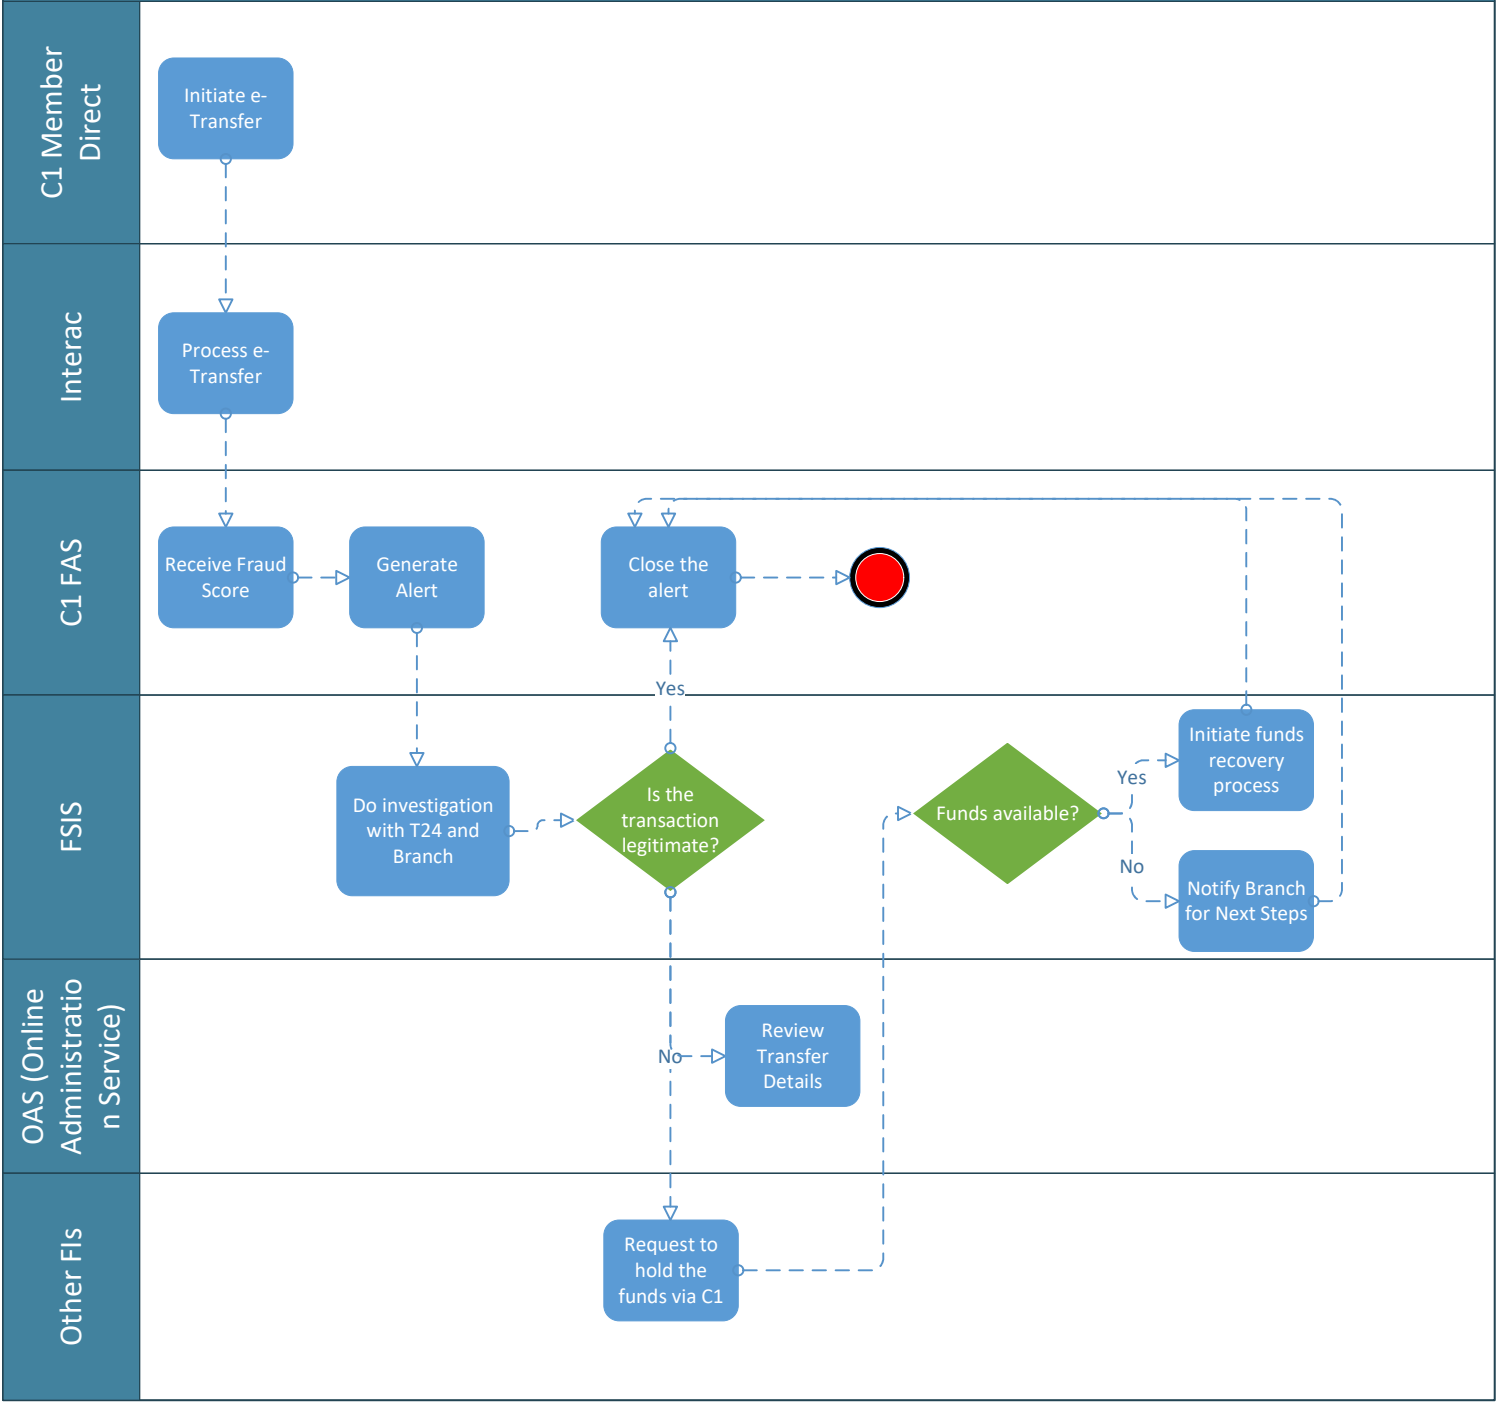 C1 Member
Direct
Initiate e-
Transfer
Interac
Process e-
Transfer
C1 FAS
Receive Fraud
Score
Generate
Alert
Close the
alert
Yes
FSIS
Do investigation
with T24 and
Branch
Is the
transaction
legitimate?
Funds available?
Yes
No
Initiate funds
recovery
process
Notify Branch
for Next Steps
OAS (Online
Administratio
n Service)
No
Review
Transfer
Details
Other FIs
Request to
hold the
funds via C1